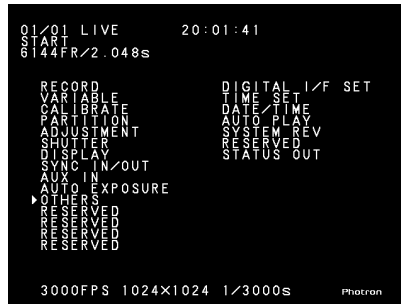 01/01 LIVE 20:01:41
START
6144FR/2.048s
RECORD
VARIABLE
CALIBRATE
PARTITION
ADJUSTMENT
SHUTTER
DISPLAY
SYNC IN/OUT
AUX IN
AUTO EXPOSURE
▶OTHERS
RESERVED
RESERVED
RESERVED
RESERVED
DIGITAL I/F SET
TIME SET
DATE/TIME
AUTO PLAY
SYSTEM REV
RESERVED
STATUS OUT
3000FPS 1024×1024 1/3000s Photron